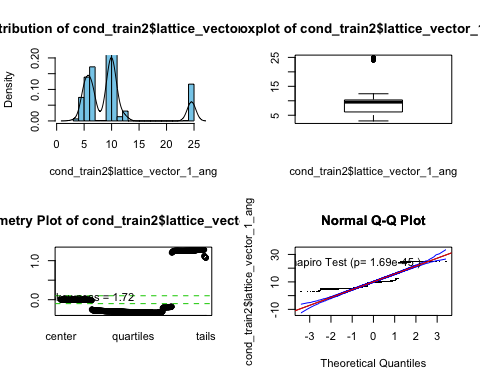 tribution of cond_train2$lattice_vecto
oxplot of cond_train2$lattice_vector_1
Density
0.00 0.10 0.20
0 5 10 15 20 25
cond_train2$lattice_vector_1_ang
5 15 25
cond_train2$lattice_vector_1_ang
metry Plot of cond_train2$lattice_vect
0.0 1.0
= 1.72
center quartiles tails
cond_train2$lattice_vector_1_ang
Normal Q-Q Plot
-10 10 30
apiro Test (p= 1.69e-45 )
-3 -2 -1 0 1 2 3
Theoretical Quantiles